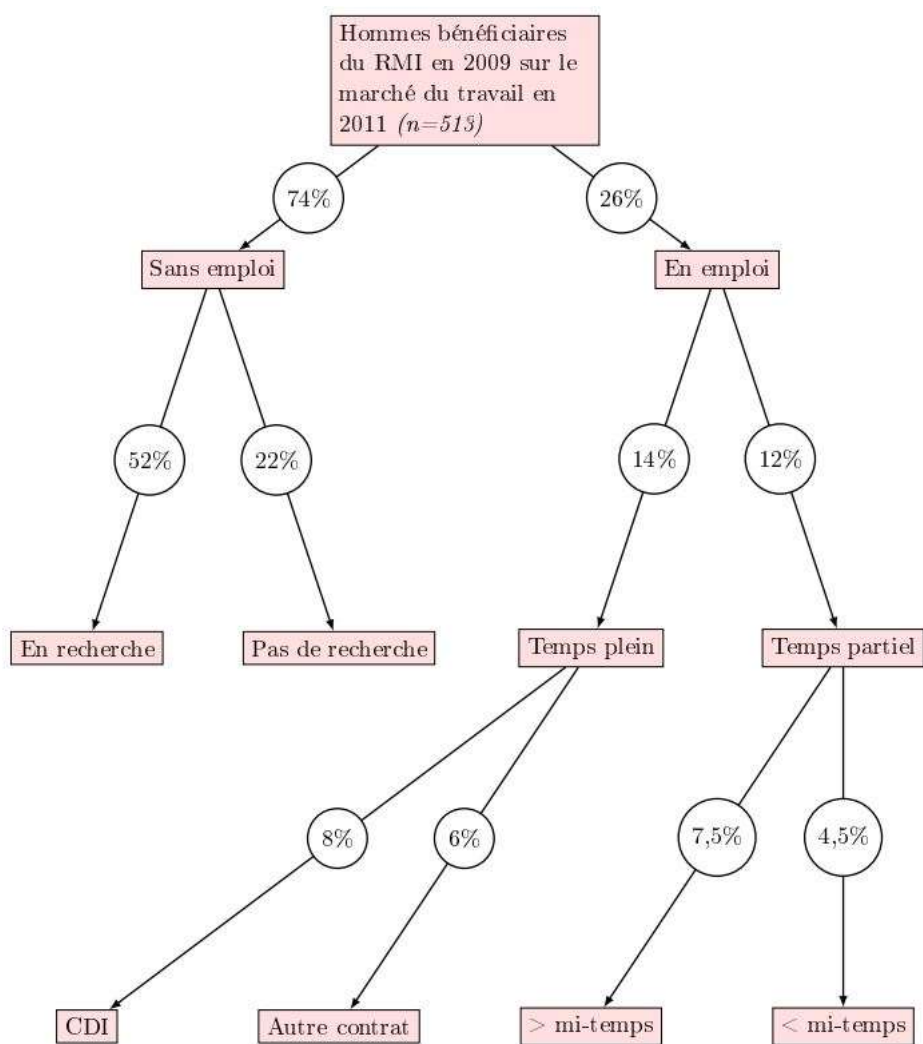 Hommes bénéficiaires
du RMI en 2009 sur le
marché du travail en
2011 (n=513)
74%
26%
Sans emploi
En emploi
52%
22%
14%
12%
En recherche
Pas de recherche
Temps plein
Temps partiel
8%
6%
7,5%
4,5%
CDI
Autre contrat
> mi-temps
< mi-temps